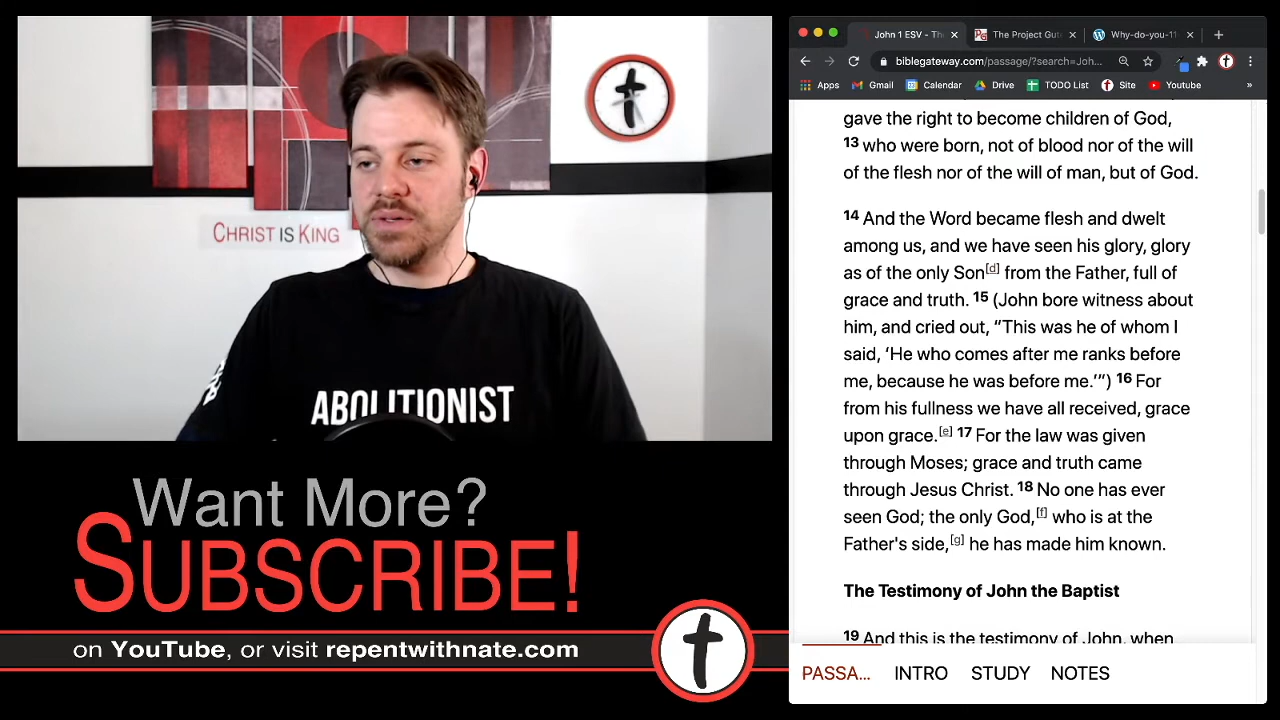 CHRIST IS KING
ABOLITIONIST
Want More?
SUBSCRIBE!
on YouTube, or visit repentwithnate.com
John 1 ESV - Th
The Project Gut
Why-do-you-11
biblegateway.com/passage/?search=Joh...
Apps Gmail Calendar Drive TODO List Site Youtube »
gave the right to become children of God,
13 who were born, not of blood nor of the will
of the flesh nor of the will of man, but of God.
14 And the Word became flesh and dwelt
among us, and we have seen his glory, glory
as of the only Son[d] from the Father, full of
grace and truth. 15 (John bore witness about
him, and cried out, “This was he of whom I
said, ‘He who comes after me ranks before
me, because he was before me.’”) 16 For
from his fullness we have all received, grace
upon grace.[e] 17 For the law was given
through Moses; grace and truth came
through Jesus Christ. 18 No one has ever
seen God; the only God,[f] who is at the
Father's side,[g] he has made him known.
The Testimony of John the Baptist
19 And this is the testimony of John, when
PASSA... INTRO STUDY NOTES